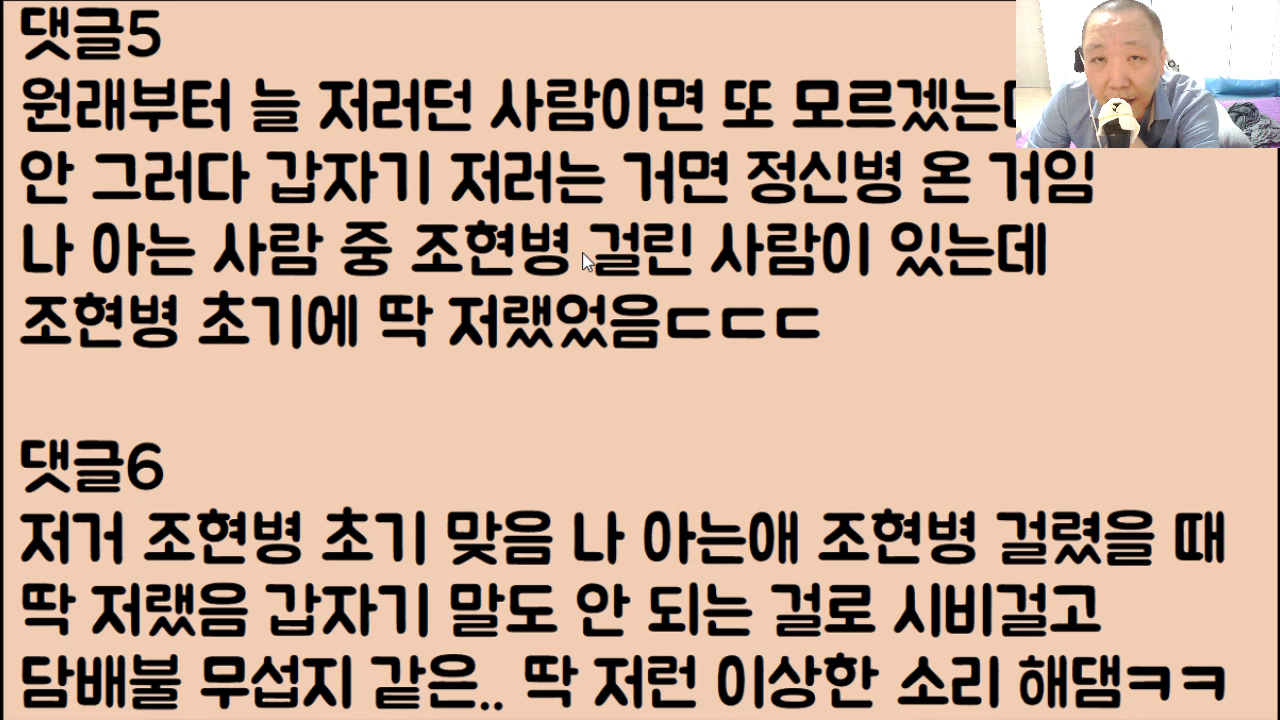 댓글5
원래부터 늘 저러던 사람이면 또 모르겠는데
안 그러다 갑자기 저러는 거면 정신병 온 거임
나 아는 사람 중 조현병 걸린 사람이 있는데
조현병 초기에 딱 저랬었음ㄷㄷㄷ
댓글6
저거 조현병 초기 맞음 나 아는애 조현병 걸렸을 때
딱 저랬음 갑자기 말도 안 되는 걸로 시비걸고
담배불 무섭지 같은.. 딱 저런 이상한 소리 해댐ㅋㅋ